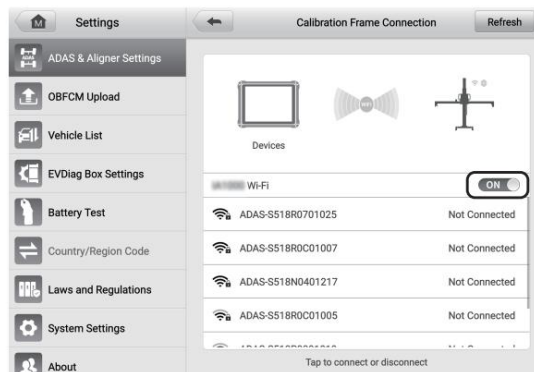 Settings
Calibration Frame Connection
Refresh
ADAS & Aligner Settings
OBFCM Upload
Vehicle List
EVDiag Box Settings
Battery Test
Country/Region Code
Laws and Regulations
System Settings
About
Devices
Wi-Fi
ON
ADAS-S518R0701025 Not Connected
ADAS-S518R0C01007 Not Connected
ADAS-S518N0401217 Not Connected
ADAS-S518R0C01005 Not Connected
Tap to connect or disconnect